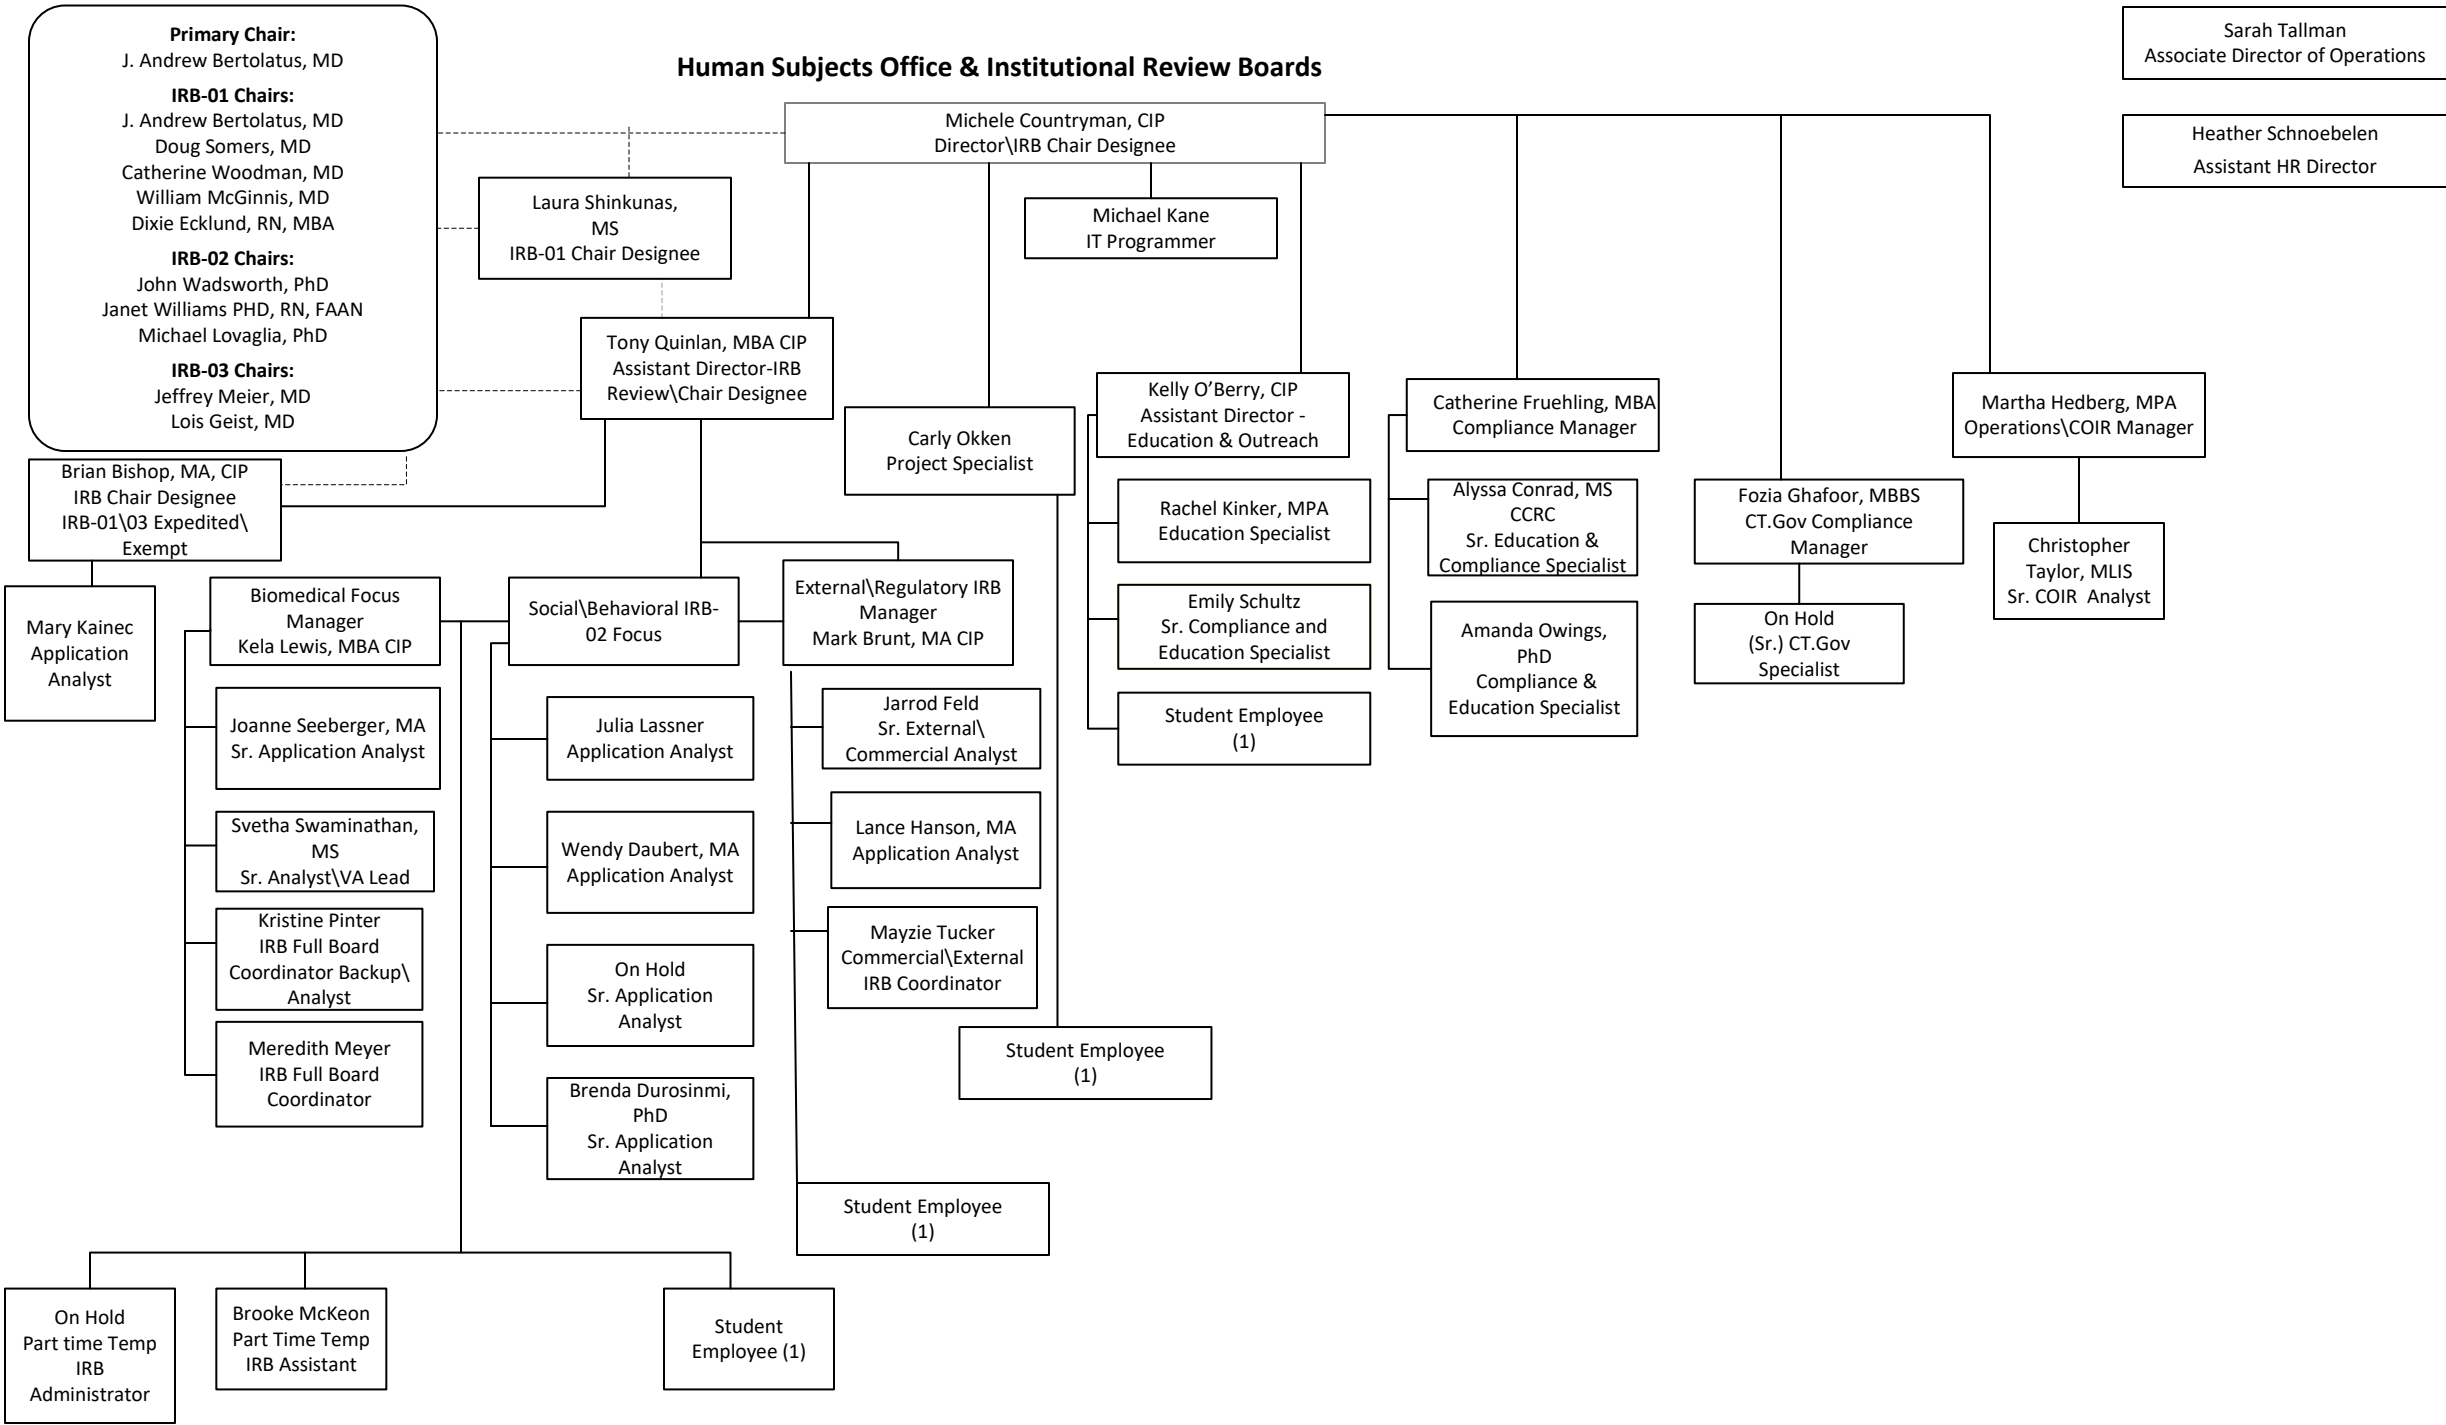 Primary Chair:
J. Andrew Bertolatus, MD
IRB-01 Chairs:
J. Andrew Bertolatus, MD
Doug Somers, MD
Catherine Woodman, MD
William McGinnis, MD
Dixie Ecklund, RN, MBA
IRB-02 Chairs:
John Wadsworth, PhD
Janet Williams PHD, RN, FAAN
Michael Lovaglia, PhD
IRB-03 Chairs:
Jeffrey Meier, MD
Lois Geist, MD
Human Subjects Office & Institutional Review Boards
Sarah Tallman
Associate Director of Operations
Heather Schnoebelen
Assistant HR Director
Michele Countryman, CIP
Director\IRB Chair Designee
Laura Shinkunas,
MS
IRB-01 Chair Designee
Michael Kane
IT Programmer
Tony Quinlan, MBA CIP
Assistant Director-IRB
Review\Chair Designee
Carly Okken
Project Specialist
Kelly O’Berry, CIP
Assistant Director -
Education & Outreach
Catherine Fruehling, MBA
Compliance Manager
Martha Hedberg, MPA
Operations\COIR Manager
Brian Bishop, MA, CIP
IRB Chair Designee
IRB-01\03 Expedited\
Exempt
Rachel Kinker, MPA
Education Specialist
Alyssa Conrad, MS
CCRC
Sr. Education &
Compliance Specialist
Fozia Ghafoor, MBBS
CT.Gov Compliance
Manager
Christopher
Taylor, MLIS
Sr. COIR  Analyst
Mary Kainec
Application
Analyst
Biomedical Focus
Manager
Kela Lewis, MBA CIP
Social\Behavioral IRB-
02 Focus
External\Regulatory IRB
Manager
Mark Brunt, MA CIP
Emily Schultz
Sr. Compliance and
Education Specialist
Amanda Owings,
PhD
Compliance &
Education Specialist
On Hold
(Sr.) CT.Gov
Specialist
Joanne Seeberger, MA
Sr. Application Analyst
Julia Lassner
Application Analyst
Jarrod Feld
Sr. External\
Commercial Analyst
Student Employee
(1)
Svetha Swaminathan,
MS
Sr. Analyst\VA Lead
Wendy Daubert, MA
Application Analyst
Lance Hanson, MA
Application Analyst
Kristine Pinter
IRB Full Board
Coordinator Backup\
Analyst
On Hold
Sr. Application
Analyst
Mayzie Tucker
Commercial\External
IRB Coordinator
Meredith Meyer
IRB Full Board
Coordinator
Brenda Durosinmi,
PhD
Sr. Application
Analyst
Student Employee
(1)
Student Employee
(1)
On Hold
Part time Temp
IRB
Administrator
Brooke McKeon
Part Time Temp
IRB Assistant
Student
Employee (1)